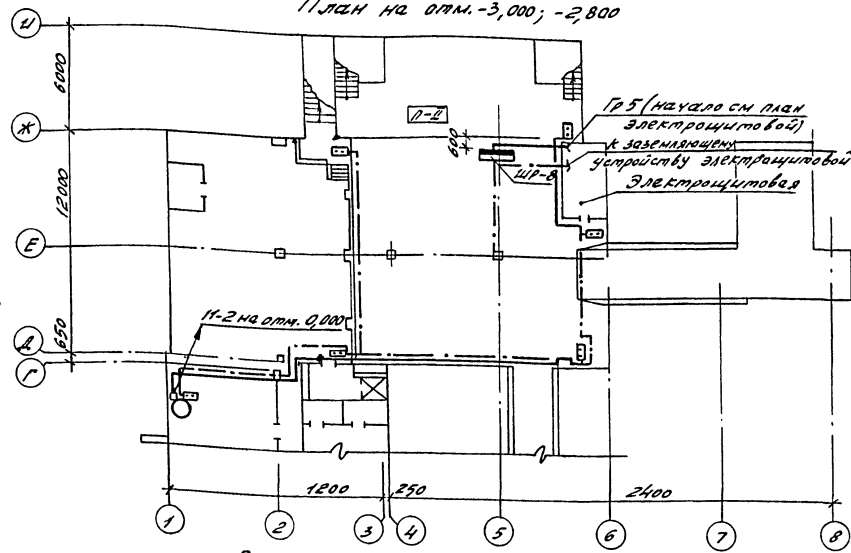 План на отм. -3,000; -2,800
И
6000
Ж
П-II
600
Гр 5 (начало см план
электрощитовой)
К заземляющему
устройству электрощитовой
ШР-8
Электрощитовая
12000
Е
Н-2 на отм. 0,000
650
Д
Г
1200
250
2400
1
2
3
4
5
6
7
8